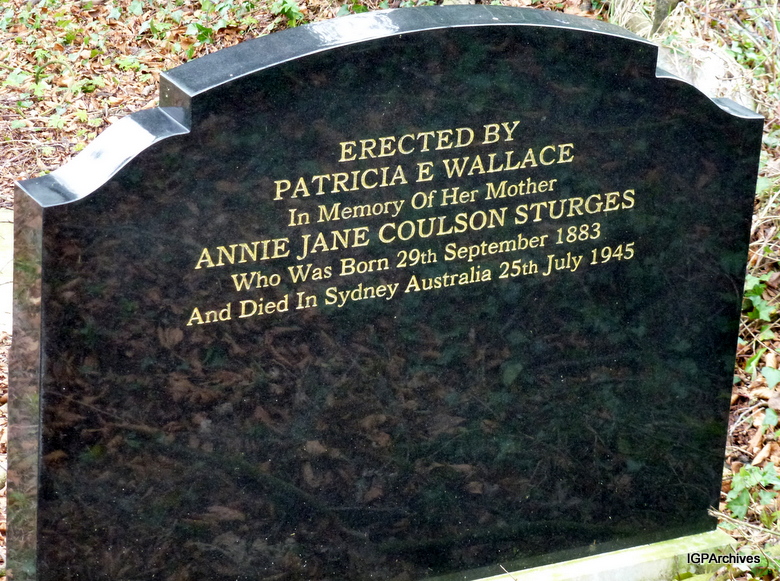 ERECTED BY
PATRICIA E WALLACE
In Memory Of Her Mother
ANNIE JANE COULSON STURGES
Who Was Born 29th September 1883
And Died In Sydney Australia 25th July 1945
IGPArchives